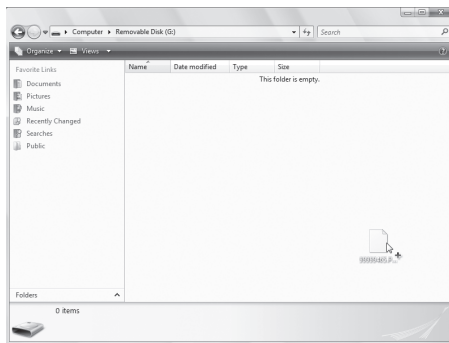 Computer ▸ Removable Disk (G:)
Search
Organize
Views
Favorite Links
Documents
Pictures
Music
Recently Changed
Searches
Public
Folders
Name
Date modified
Type
Size
This folder is empty.
0 items